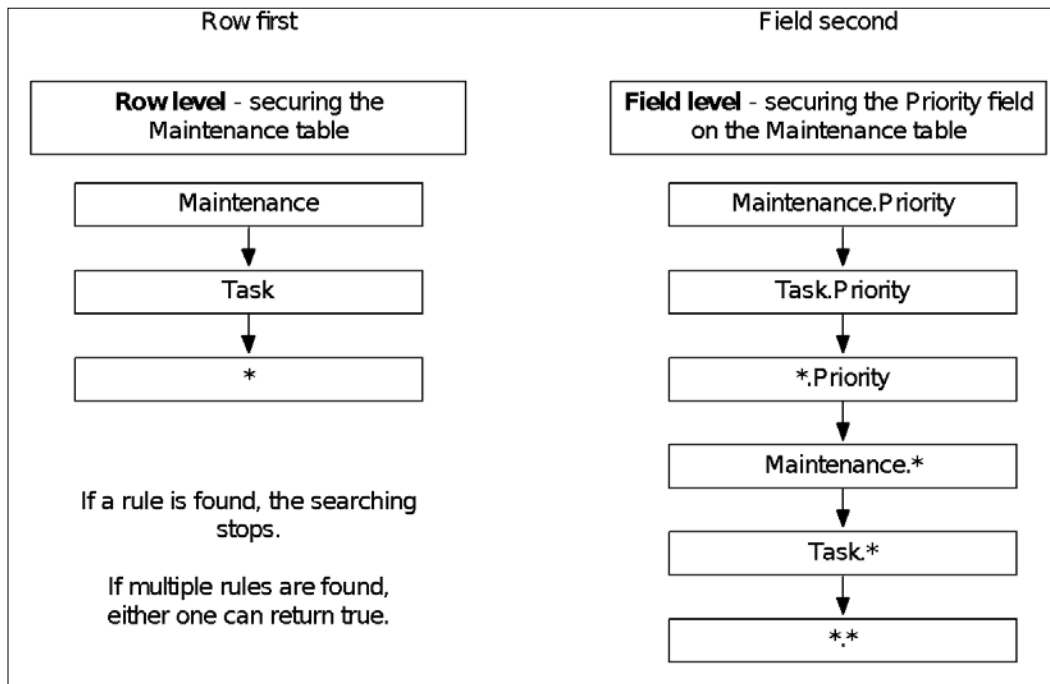 Row first
Row level - securing the
Maintenance table
Maintenance
Task
*
If a rule is found, the searching
stops.
If multiple rules are found,
either one can return true.
Field second
Field level - securing the Priority field
on the Maintenance table
Maintenance.Priority
Task.Priority
*.Priority
Maintenance.*
Task.*
*.*